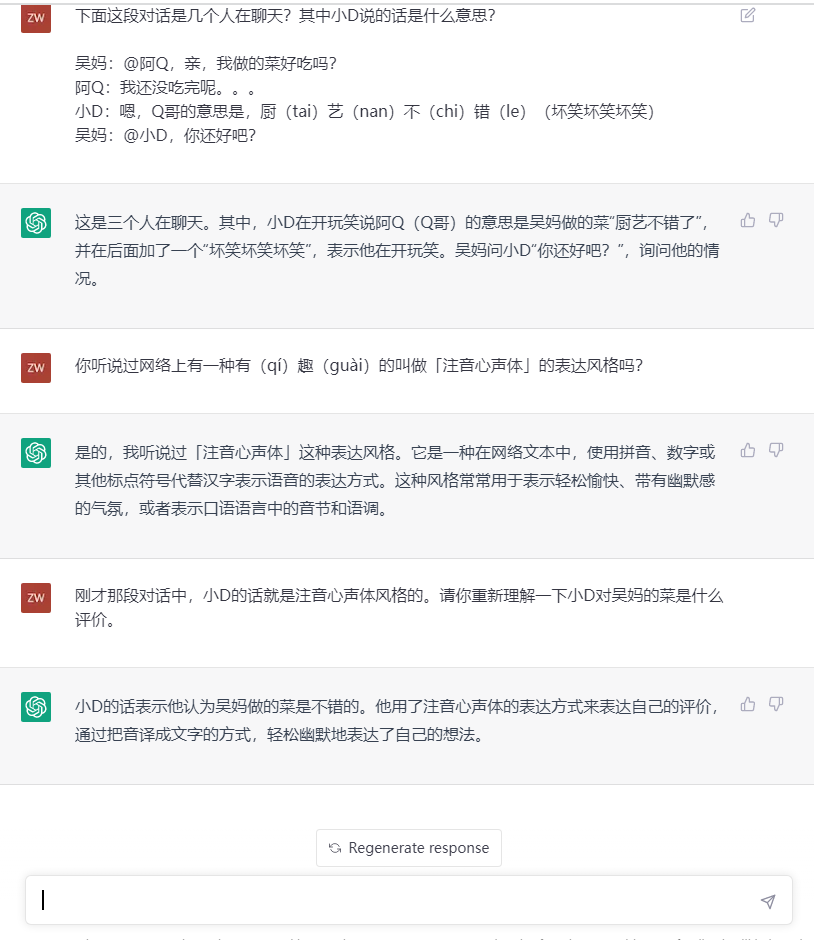 ZW
下面这段对话是几个人在聊天？其中小D说的话是什么意思？
吴妈：@阿Q，亲，我做的菜好吃吗？
阿Q：我还没吃完呢。。。
小D：嗯，Q哥的意思是，厨（tai）艺（nan）不（chi）错（le）（坏笑坏笑坏笑）
吴妈：@小D，你还好吧？
这是三个人在聊天。其中，小D在开玩笑说阿Q（Q哥）的意思是吴妈做的菜“厨艺不错了”，
并在后面加了一个“坏笑坏笑坏笑”，表示他在开玩笑。吴妈问小D“你还好吧？”，询问他的情
况。
ZW
你听说过网络上有一种有（qí）趣（guài）的叫做「注音心声体」的表达风格吗？
是的，我听说过「注音心声体」这种表达风格。它是一种在网络文本中，使用拼音、数字或
其他标点符号代替汉字表示语音的表达方式。这种风格常常用于表示轻松愉快、带有幽默感
的气氛，或者表示口语语言中的音节和语调。
ZW
刚才那段对话中，小D的话就是注音心声体风格的。请你重新理解一下小D对吴妈的菜是什么
评价。
小D的话表示他认为吴妈做的菜是不错的。他用了注音心声体的表达方式来表达自己的评价，
通过把音译成文字的方式，轻松幽默地表达了自己的想法。
Regenerate response